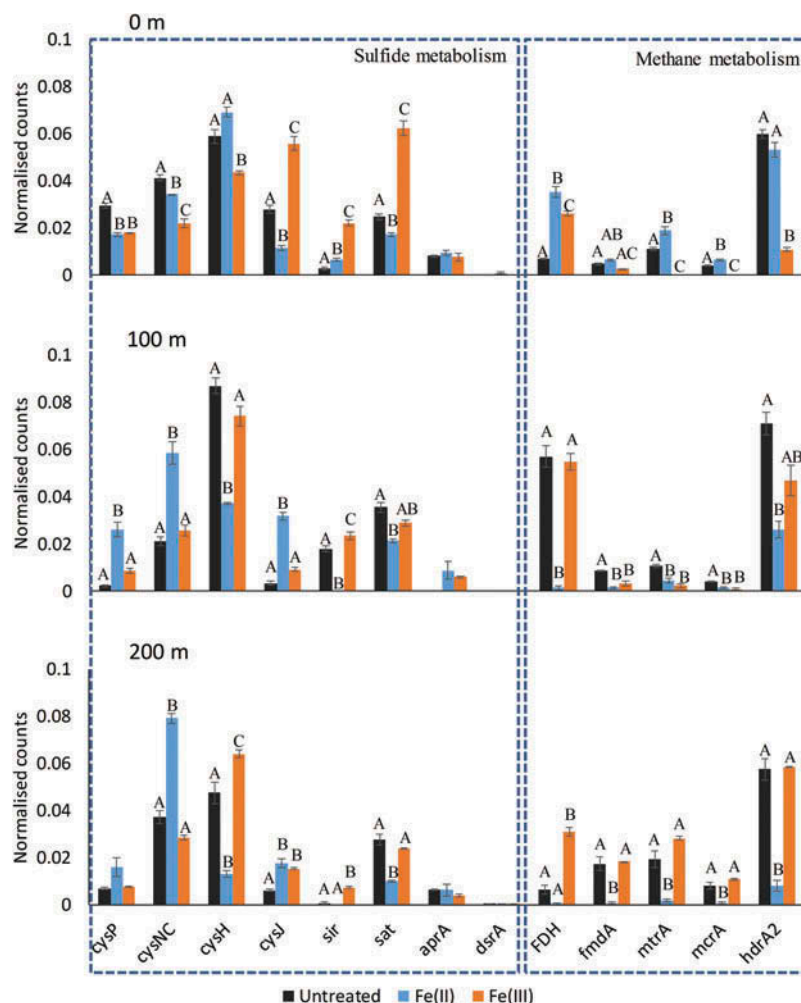 0 m
Sulfide metabolism
Methane metabolism
Normalised counts
0.1
0.08
0.06
0.04
0.02
0
A B B
A B C
A A B
A B C
A B C
A B C
A B C
A AB AC
A B C
A B C
A A B
100 m
Normalised counts
0.1
0.08
0.06
0.04
0.02
0
A B A
A B A
A B A
A B A
A B C
A B AB
A B A
A B B
A B B
A B B
A B AB
200 m
Normalised counts
0.1
0.08
0.06
0.04
0.02
0
A B A
A B C
A B B
A A B
A B A
A A B
A B A
A B A
A B A
A B A
cysP cysNC cysH cysJ sir sat aprA dsrA FDH fmdA mtrA mcrA hdrA2
Untreated Fe(II) Fe(III)